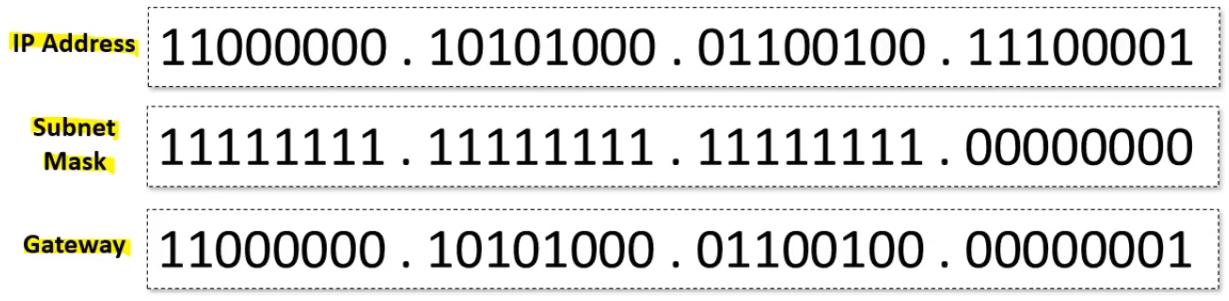 IP Address 11000000 . 10101000 . 01100100 . 11100001
Subnet
Mask 11111111 . 11111111 . 11111111 . 00000000
Gateway 11000000 . 10101000 . 01100100 . 00000001